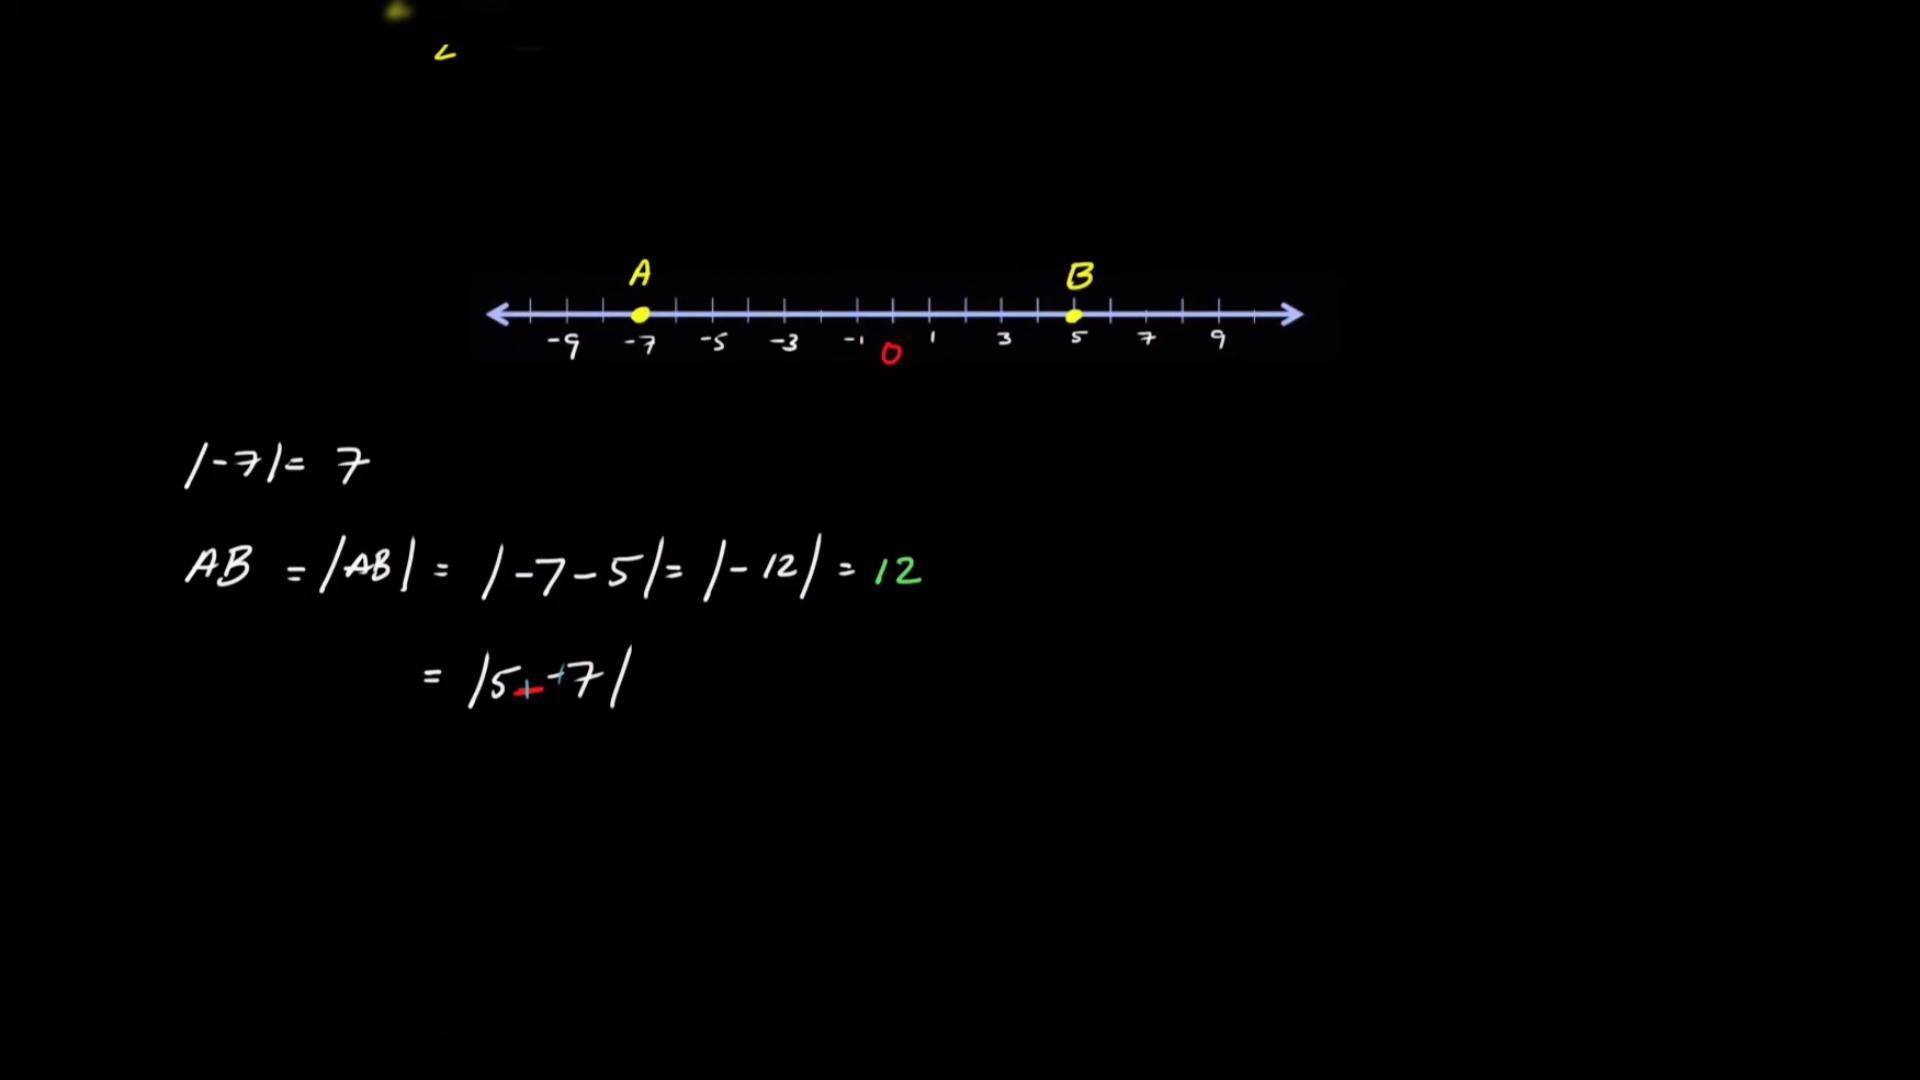 A B
-9 -7 -5 -3 -1 0 1 3 5 7 9
|-7| = 7
AB = |AB| = |-7-5| = |-12| = 12
= |5++7|